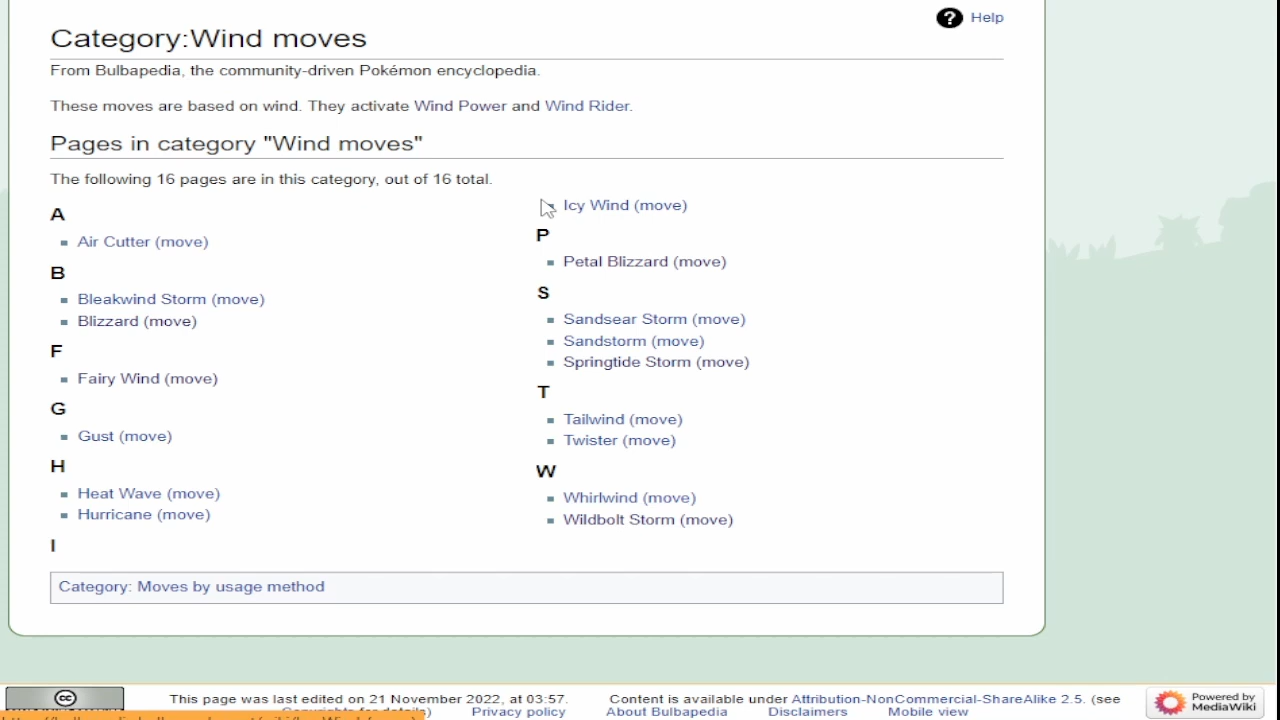 Help
Category:Wind moves
From Bulbapedia, the community-driven Pokémon encyclopedia.
These moves are based on wind. They activate Wind Power and Wind Rider.
Pages in category "Wind moves"
The following 16 pages are in this category, out of 16 total.
A
Air Cutter (move)
B
Bleakwind Storm (move)
Blizzard (move)
F
Fairy Wind (move)
G
Gust (move)
H
Heat Wave (move)
Hurricane (move)
I
Icy Wind (move)
P
Petal Blizzard (move)
S
Sandsear Storm (move)
Sandstorm (move)
Springtide Storm (move)
T
Tailwind (move)
Twister (move)
W
Whirlwind (move)
Wildbolt Storm (move)
Category: Moves by usage method
cc
This page was last edited on 21 November 2022, at 03:57.
Content is available under Attribution-NonCommercial-ShareAlike 2.5. (see
Copyrights for details)
Privacy policy
About Bulbapedia
Disclaimers
Mobile view
Powered by
MediaWiki